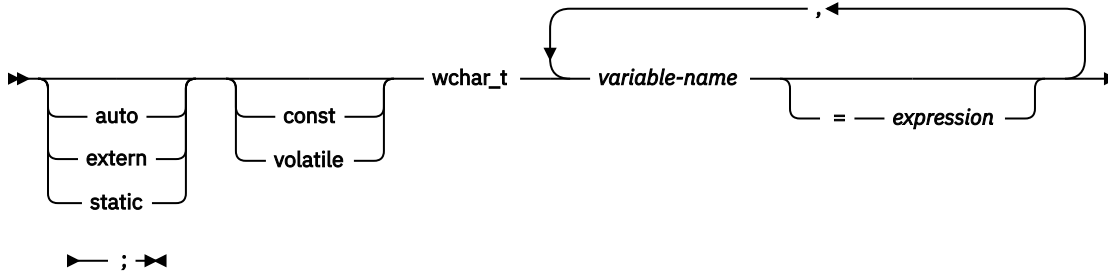 ,
wchar_t variable-name
auto const = expression
extern volatile
static
;